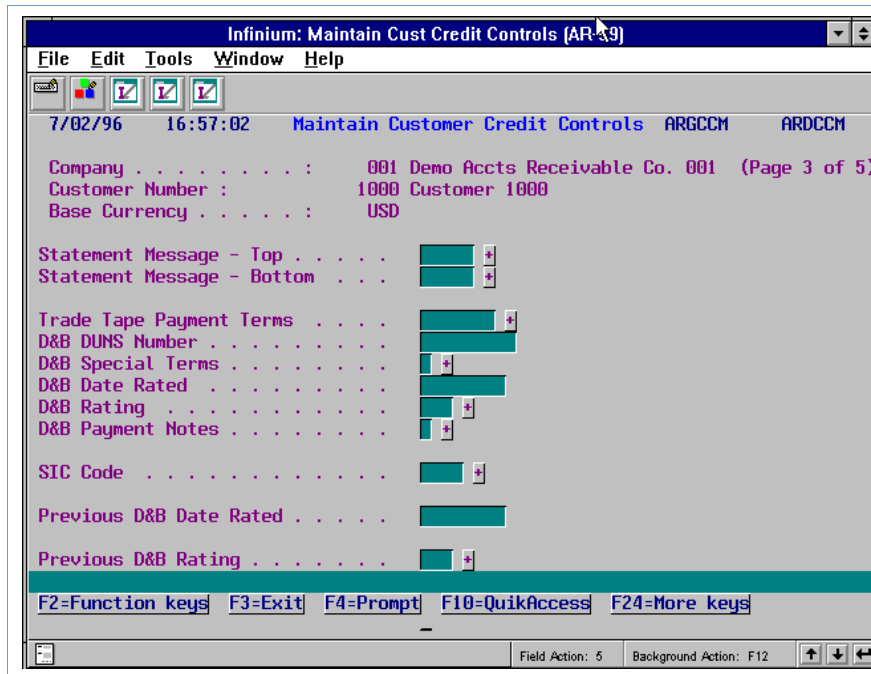 Infinium: Maintain Cust Credit Controls (AR-99)
File Edit Tools Window Help
7/02/96 16:57:02 Maintain Customer Credit Controls ARGCCM ARDCCM
Company . . . . . . . . : 001 Demo Accts Receivable Co. 001 (Page 3 of 5)
Customer Number : 1000 Customer 1000
Base Currency . . . . . : USD
Statement Message - Top . . . . .
Statement Message - Bottom . . .
Trade Tape Payment Terms . . . .
D&B DUNS Number . . . . . . . . .
D&B Special Terms . . . . . . . .
D&B Date Rated . . . . . . . . .
D&B Rating . . . . . . . . . . .
D&B Payment Notes . . . . . . . .
SIC Code . . . . . . . . . . . .
Previous D&B Date Rated . . . . .
Previous D&B Rating . . . . . . .
F2=Function keys F3=Exit F4=Prompt F10=QuikAccess F24=More keys
Field Action: 5 Background Action: F12